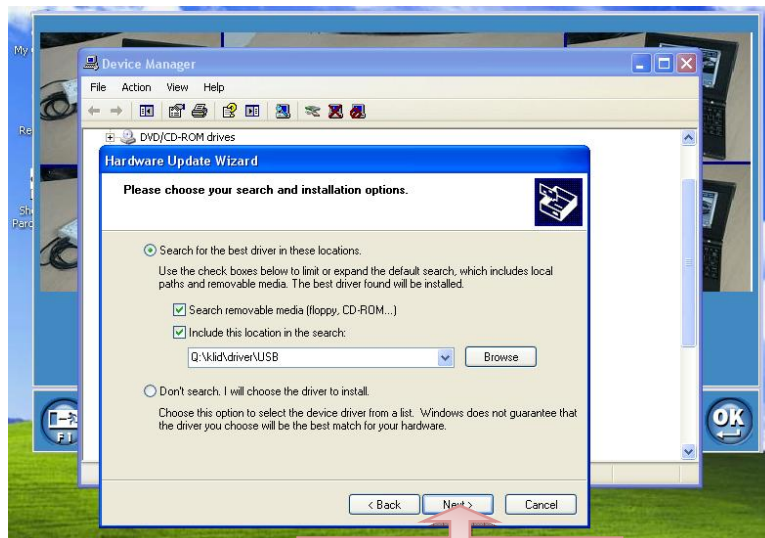 My
Device Manager
File Action View Help
Re
DVD/CD-ROM drives
Hardware Update Wizard
Please choose your search and installation options.
Sh
Parc
Search for the best driver in these locations.
Use the check boxes below to limit or expand the default search, which includes local
paths and removable media. The best driver found will be installed.
Search removable media (floppy, CD-ROM...)
Include this location in the search:
Q:\klid\driver\USB
Browse
Don't search. I will choose the driver to install.
Choose this option to select the device driver from a list. Windows does not guarantee that
the driver you choose will be the best match for your hardware.
F1
OK
< Back Next > Cancel